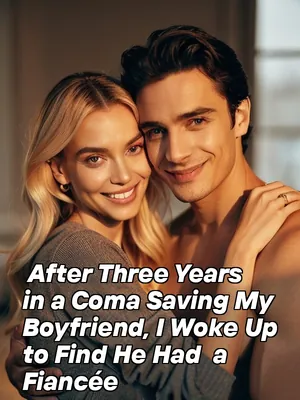 After Three Years
in a Coma Saving My
Boyfriend, I Woke Up
to Find He Had a
Fiancée